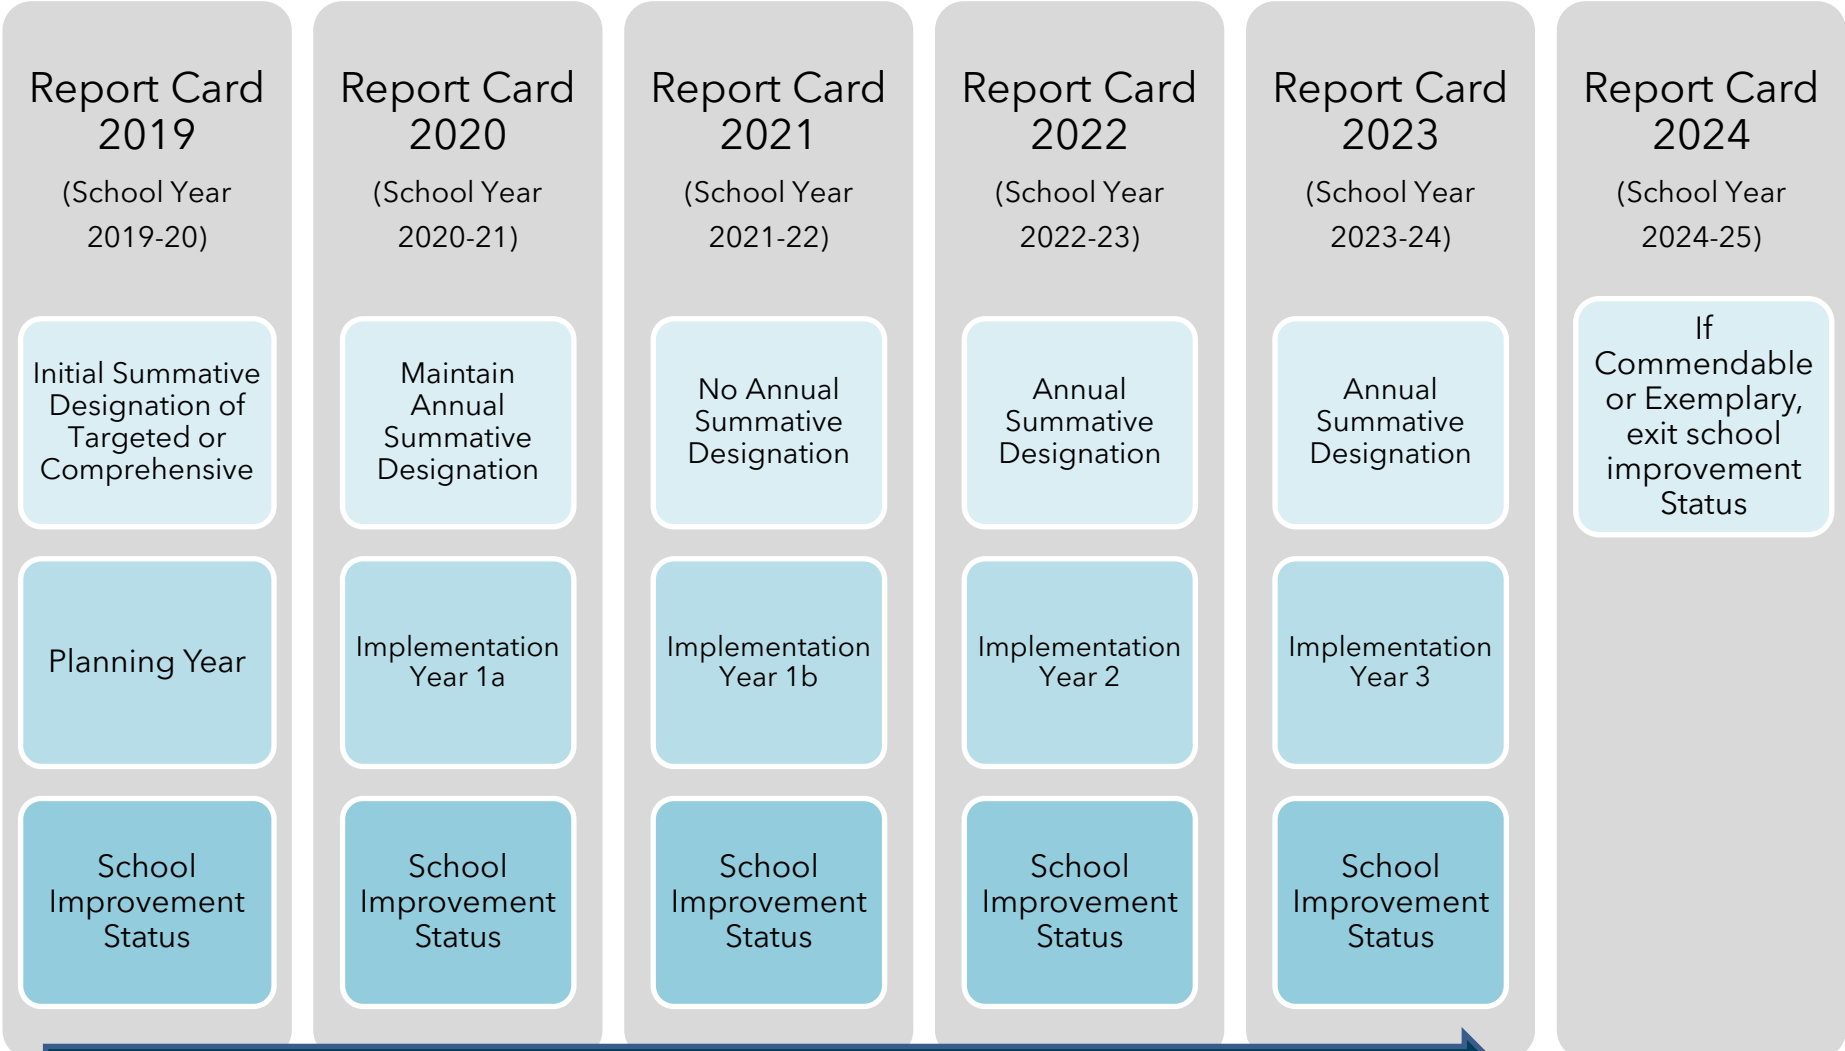 Report Card
2019
(School Year
2019-20)
Initial Summative
Designation of
Targeted or
Comprehensive
Planning Year
School
Improvement
Status
Report Card
2020
(School Year
2020-21)
Maintain
Annual
Summative
Designation
Implementation
Year 1a
School
Improvement
Status
Report Card
2021
(School Year
2021-22)
No Annual
Summative
Designation
Implementation
Year 1b
School
Improvement
Status
Report Card
2022
(School Year
2022-23)
Annual
Summative
Designation
Implementation
Year 2
School
Improvement
Status
Report Card
2023
(School Year
2023-24)
Annual
Summative
Designation
Implementation
Year 3
School
Improvement
Status
Report Card
2024
(School Year
2024-25)
If
Commendable
or Exemplary,
exit school
improvement
Status